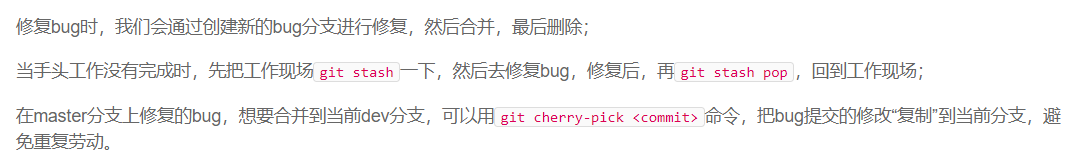 修复bug时，我们会通过创建新的bug分支进行修复，然后合并，最后删除；
当手头工作没有完成时，先把工作现场git stash一下，然后去修复bug，修复后，再git stash pop，回到工作现场；
在master分支上修复的bug，想要合并到当前dev分支，可以用git cherry-pick <commit>命令，把bug提交的修改“复制”到当前分支，避
免重复劳动。